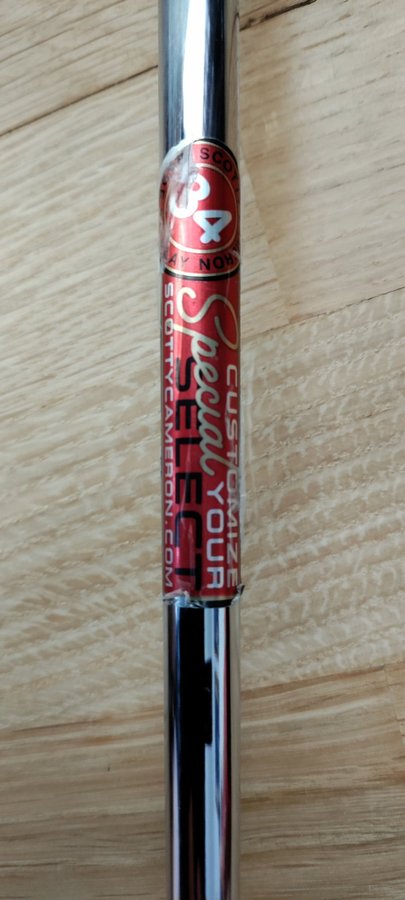 SCOT
34
AY NOH
CUSTOMIZE
YOUR
Special
SELECT
SCOTTYCAMERON.COM